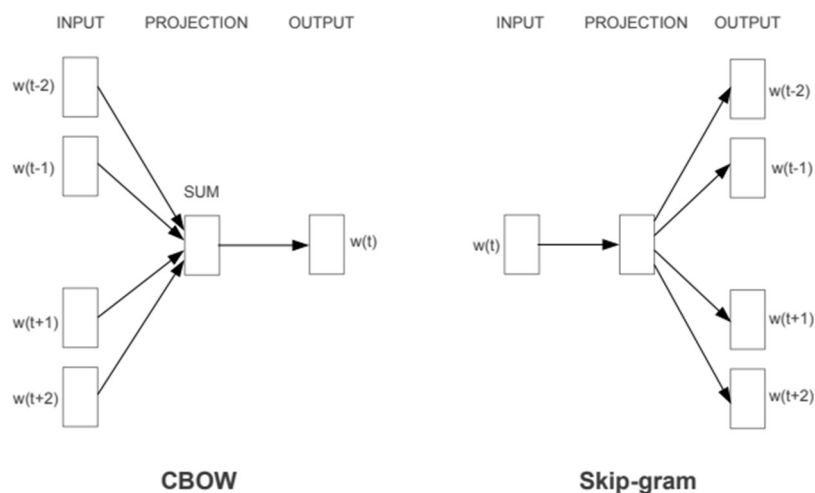 INPUT PROJECTION OUTPUT
w(t-2)
w(t-1)
SUM
w(t)
w(t+1)
w(t+2)
CBOW
INPUT PROJECTION OUTPUT
w(t-2)
w(t-1)
w(t)
w(t+1)
w(t+2)
Skip-gram